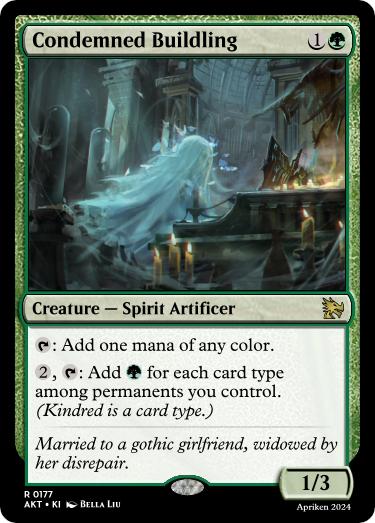 Condemned Buildling 1
Creature — Spirit Artificer
: Add one mana of any color.
2, : Add for each card type
among permanents you control.
(Kindred is a card type.)
Married to a gothic girlfriend, widowed by
her disrepair.
1/3
R 0177
AKT • KI Bella Liu
Apriken 2024